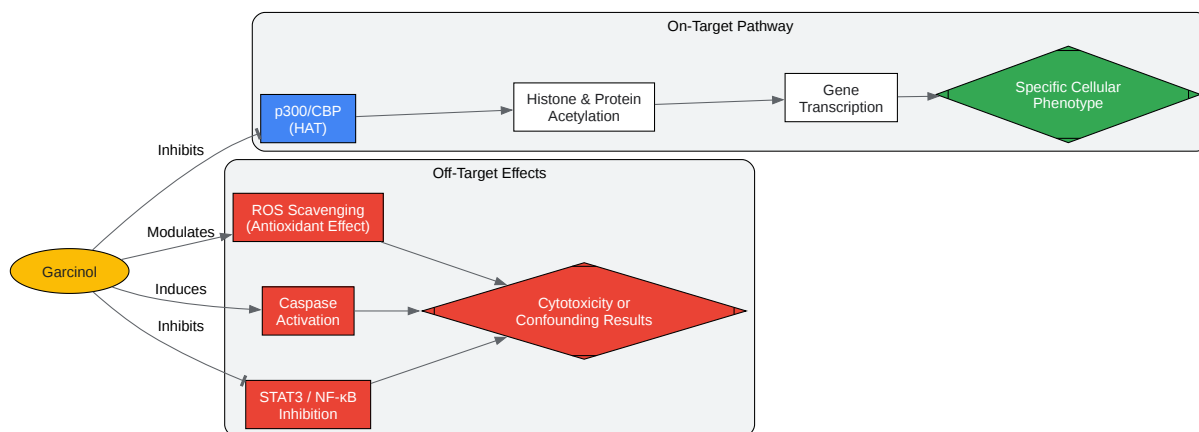 On-Target Pathway
p300/CBP
(HAT)
Histone & Protein
Acetylation
Gene
Transcription
Specific Cellular
Phenotype
Inhibits
Off-Target Effects
ROS Scavenging
(Antioxidant Effect)
Modulates
Garcinol
Induces
Caspase
Activation
Cytotoxicity or
Confounding Results
Inhibits
STAT3 / NF-κB
Inhibition